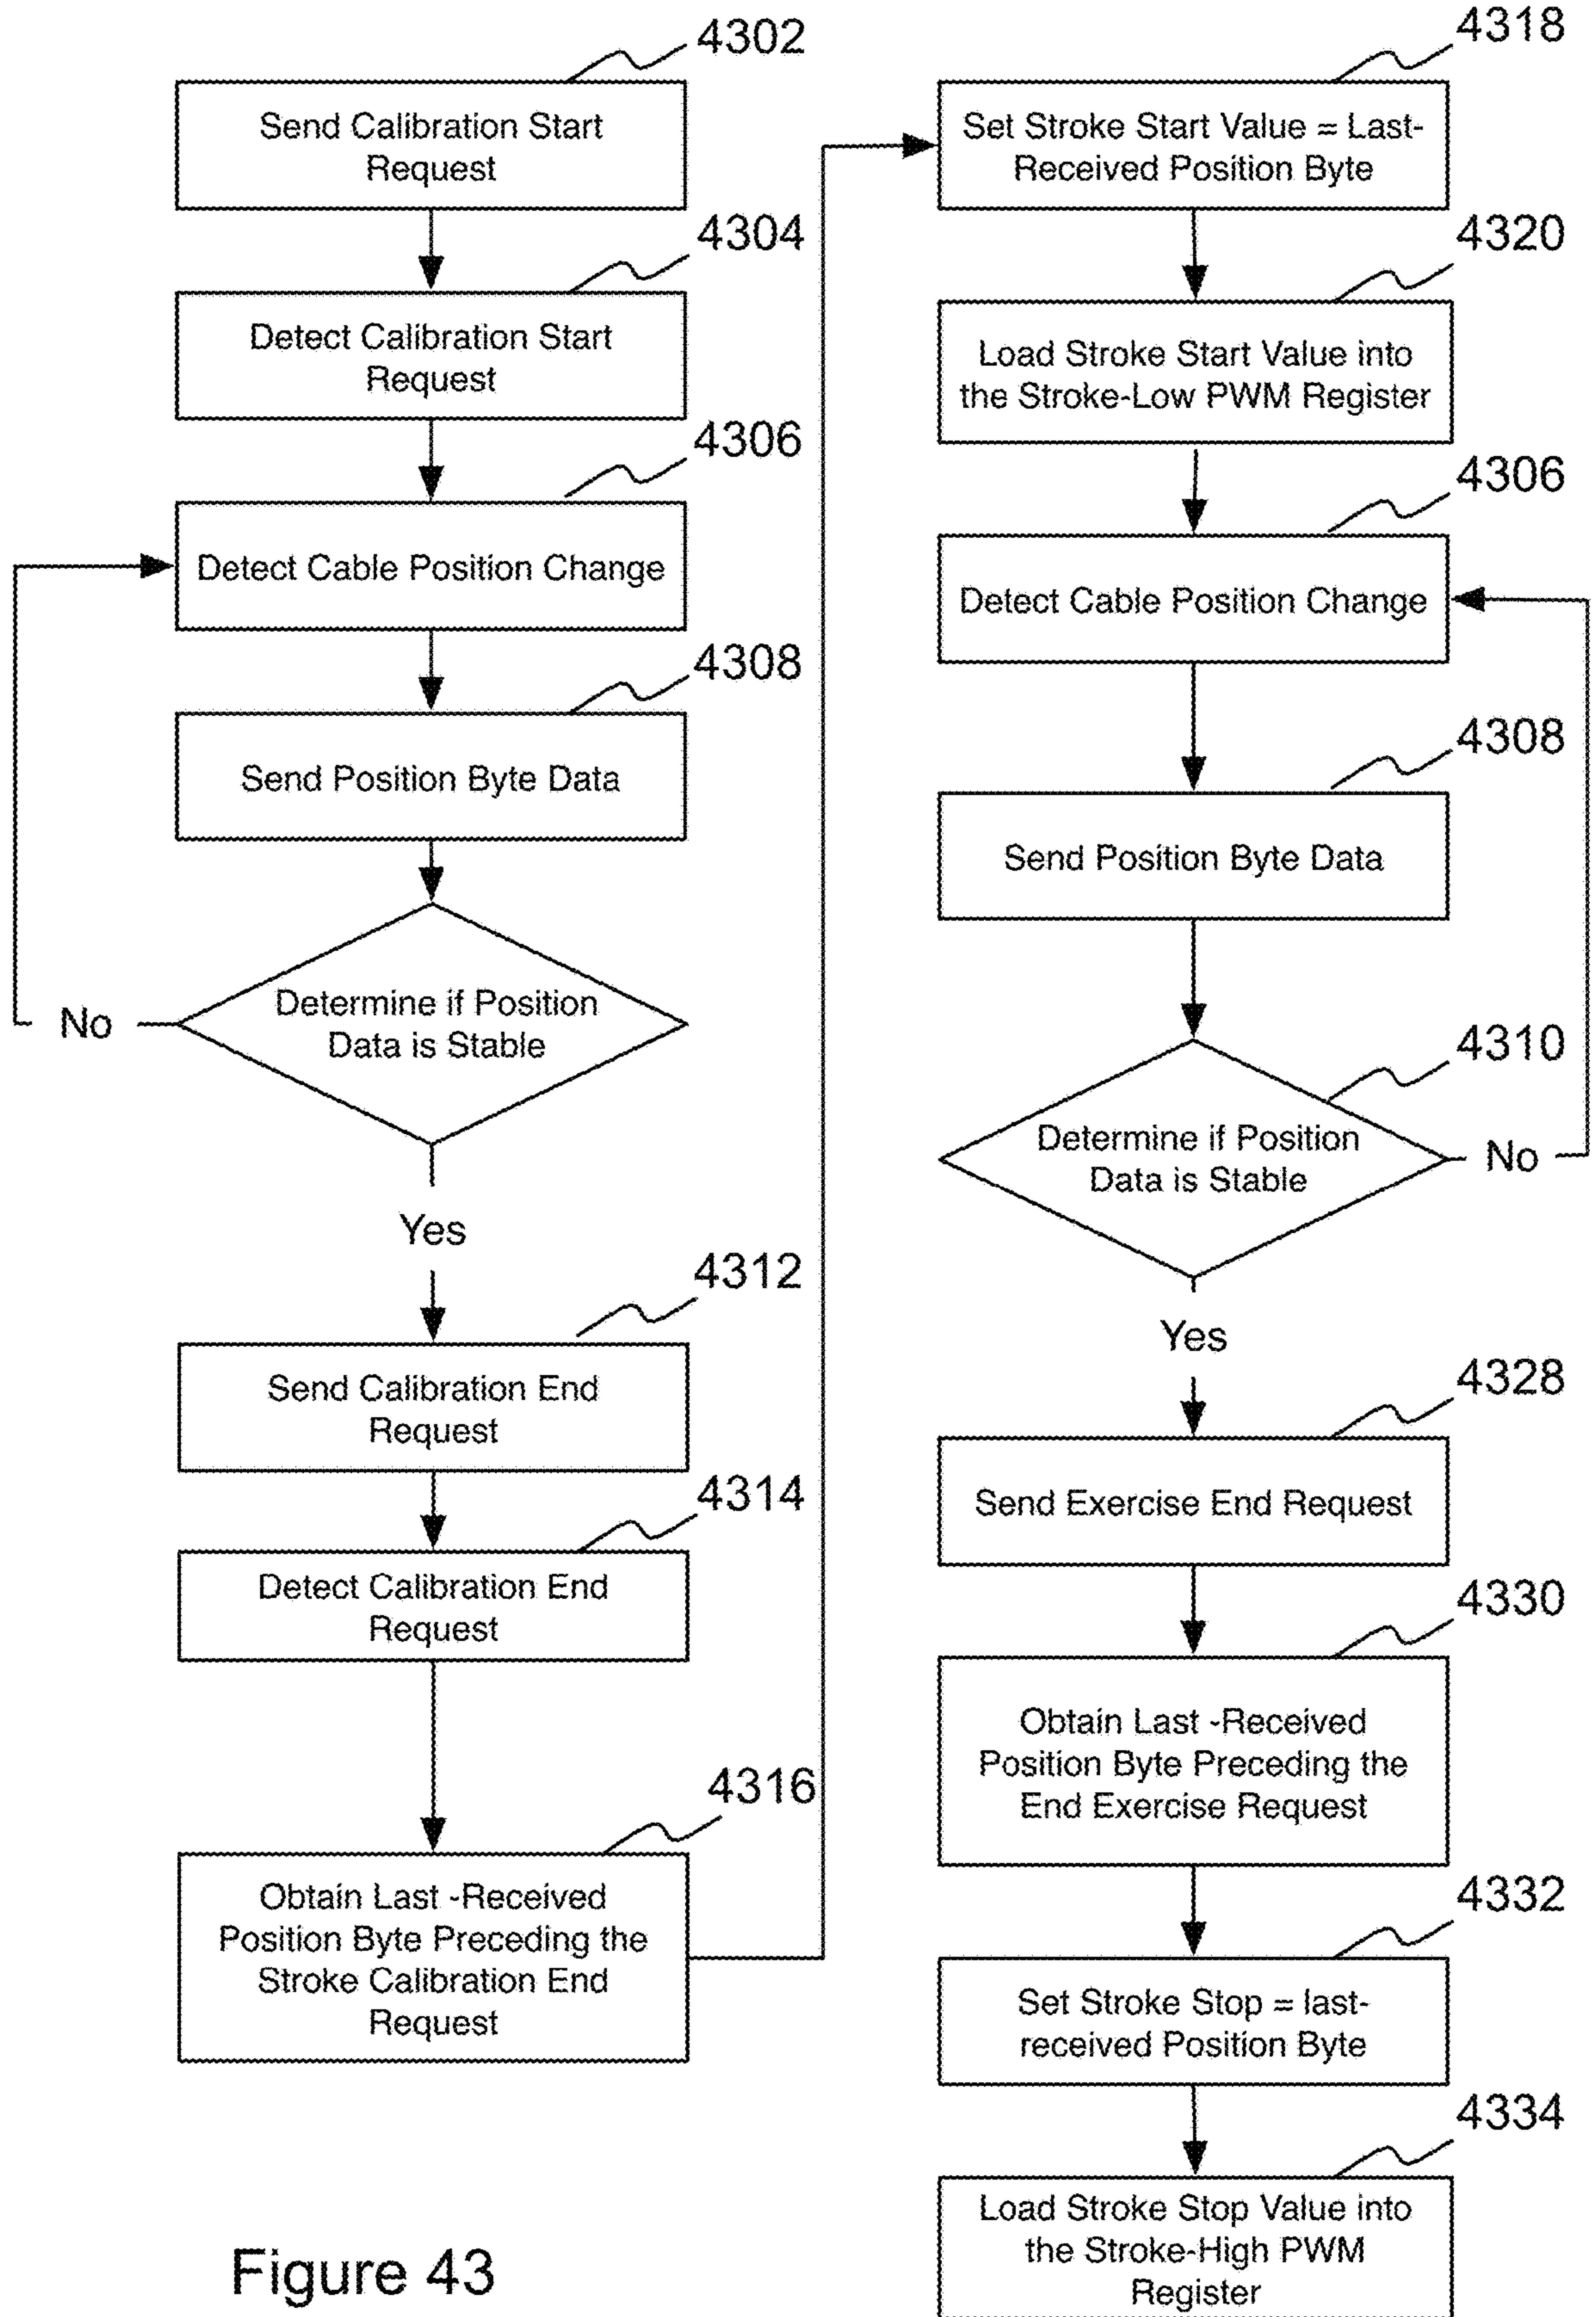 4302
Send Calibration Start
Request
4304
Detect Calibration Start
Request
4306
Detect Cable Position Change
4308
Send Position Byte Data
Determine if Position
Data is Stable
No
Yes
4312
Send Calibration End
Request
4314
Detect Calibration End
Request
4316
Obtain Last -Received
Position Byte Preceding the
Stroke Calibration End
Request
4318
Set Stroke Start Value = Last-
Received Position Byte
4320
Load Stroke Start Value into
the Stroke-Low PWM Register
4306
Detect Cable Position Change
4308
Send Position Byte Data
4310
Determine if Position
Data is Stable
No
Yes
4328
Send Exercise End Request
4330
Obtain Last -Received
Position Byte Preceding the
End Exercise Request
4332
Set Stroke Stop = last-
received Position Byte
4334
Load Stroke Stop Value into
the Stroke-High PWM
Register
Figure 43